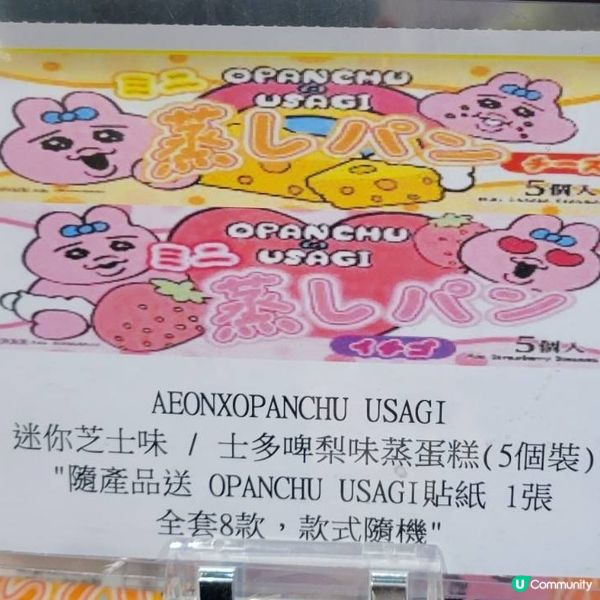 ミニ
OPANCHU
USAGI
蒸しパン
チーズ
5個入
OPANCHU
USAGI
ミニ
蒸しパン
イチゴ
5個入
AEONXOPANCHU USAGI
迷你芝士味 / 士多啤梨味蒸蛋糕(5個裝)
"隨產品送 OPANCHU USAGI貼紙 1張
全套8款，款式隨機"
U Community